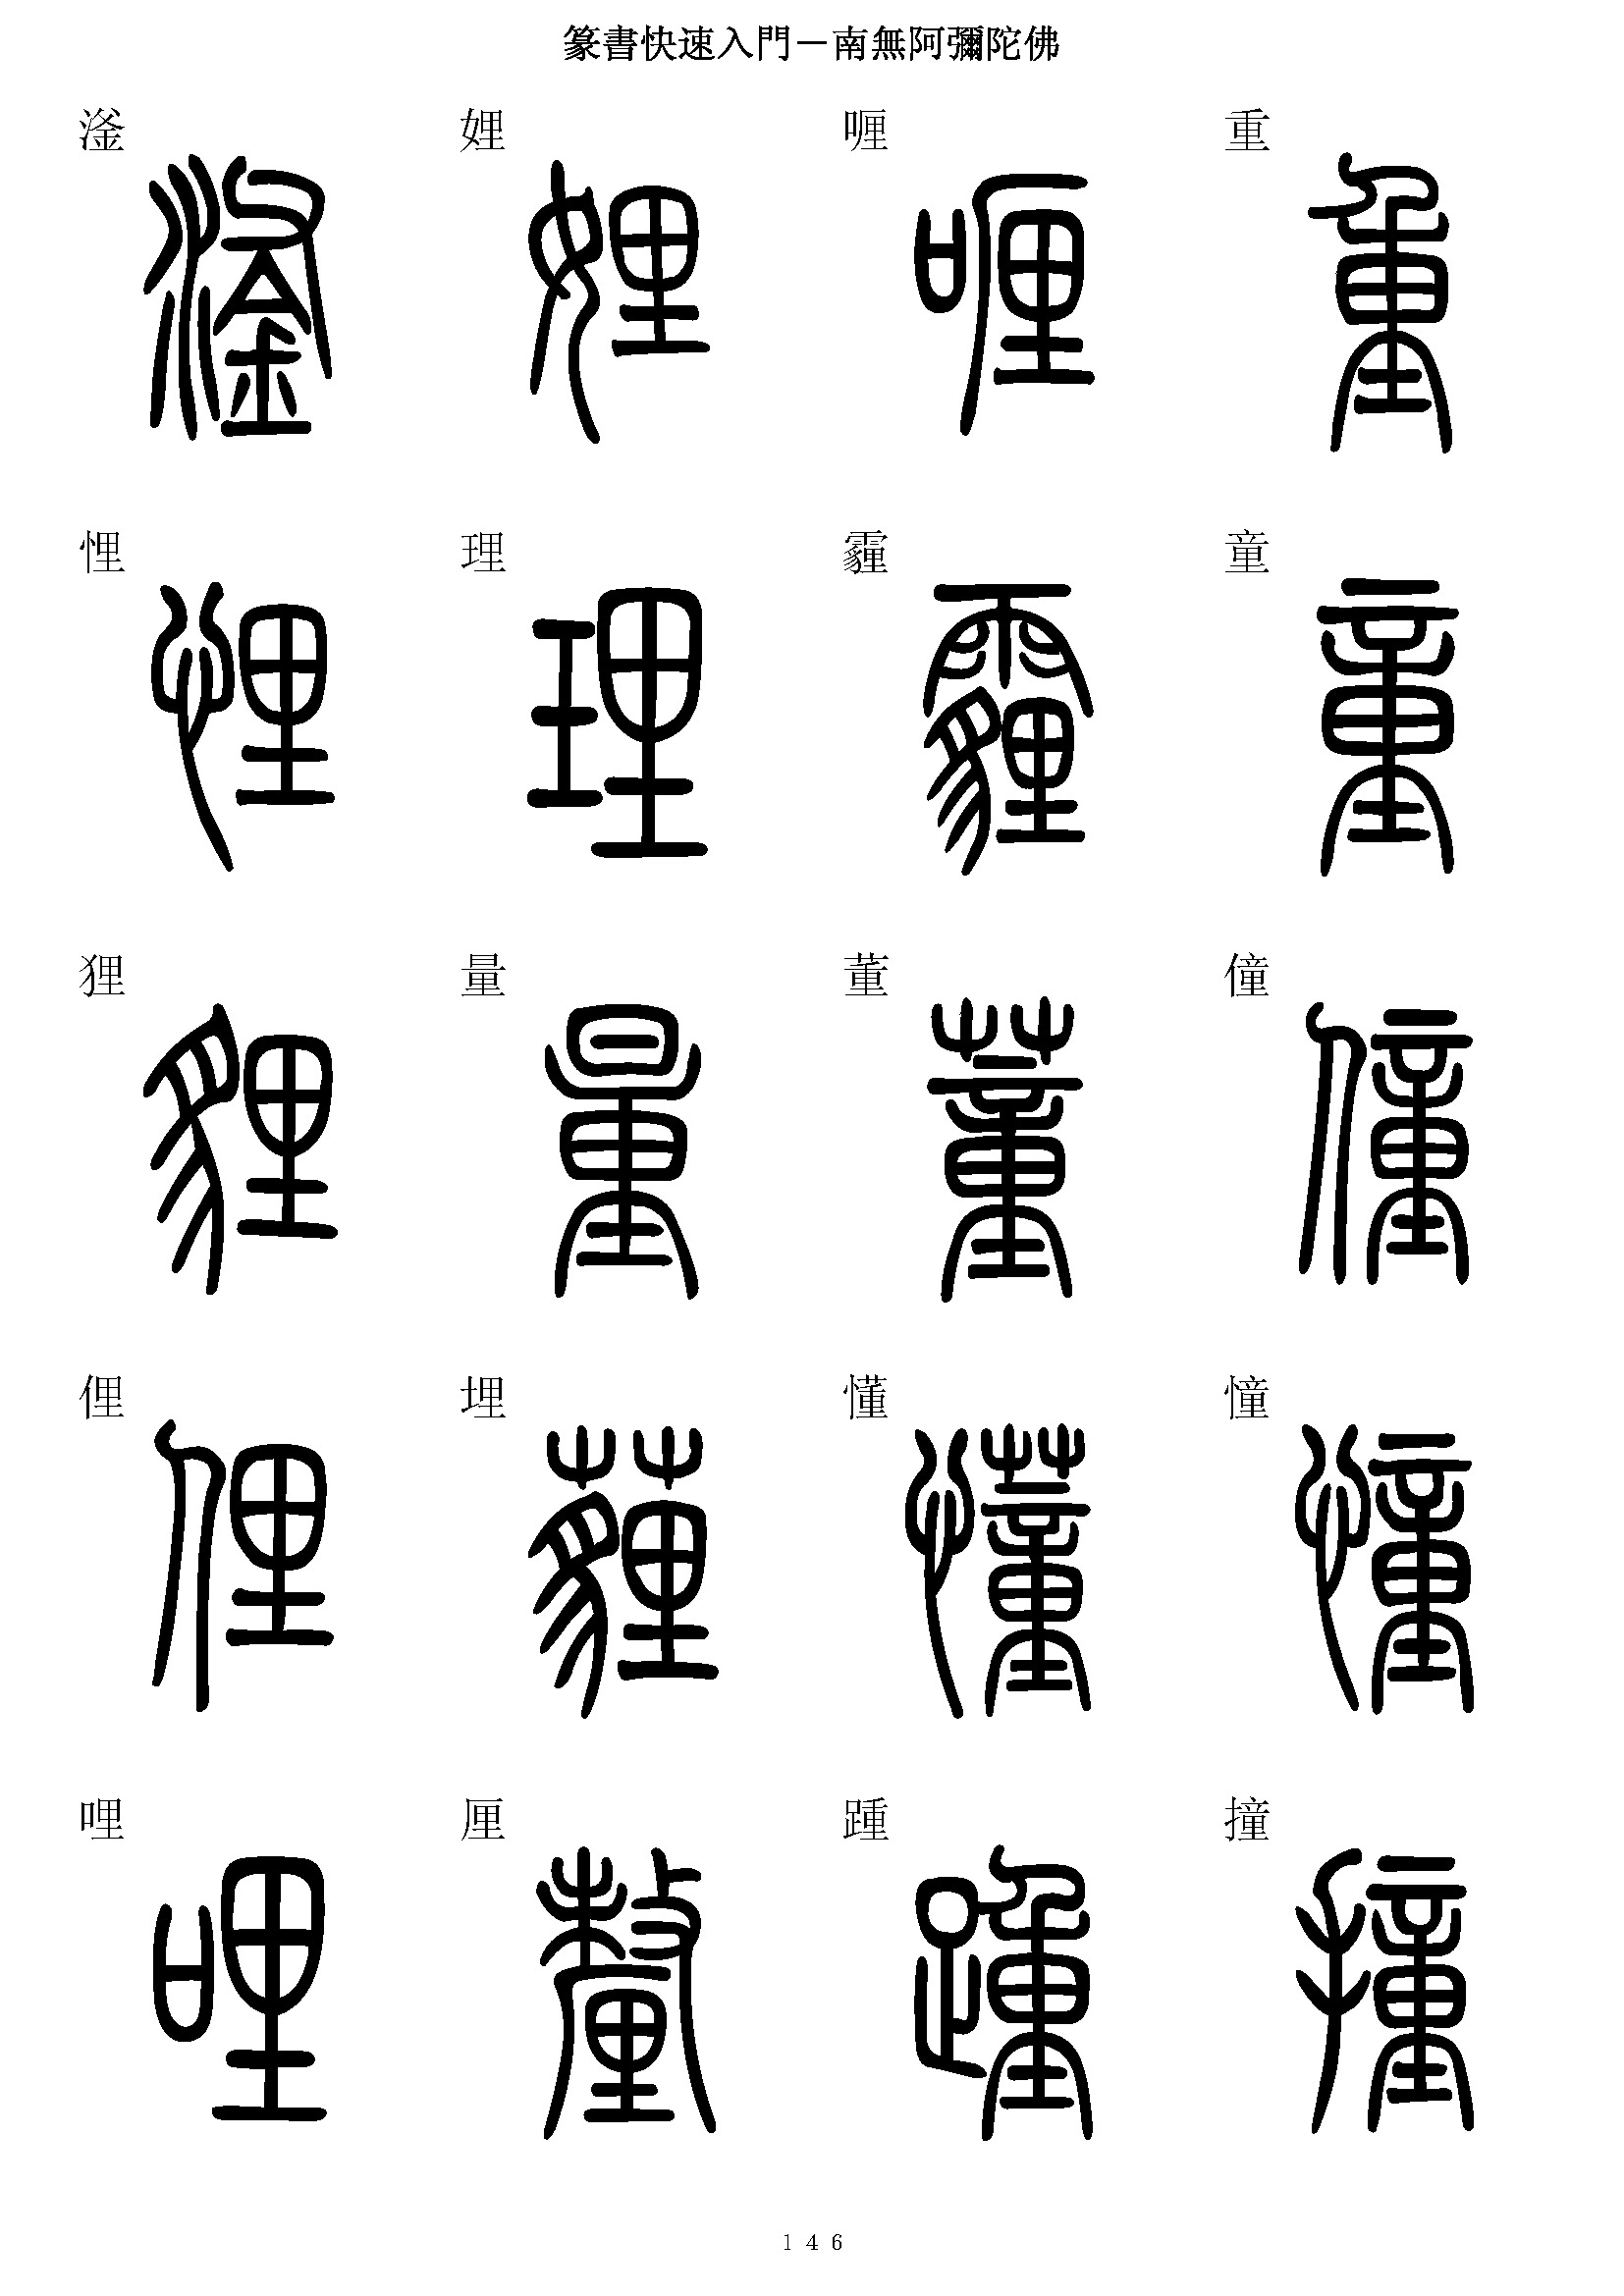 篆書快速入門－南無阿彌陀佛
滏 娌 喱 重
悝 理 霾 童
狸 量 董 僮
俚 埋 懂 憧
哩 厘 踵 撞
146